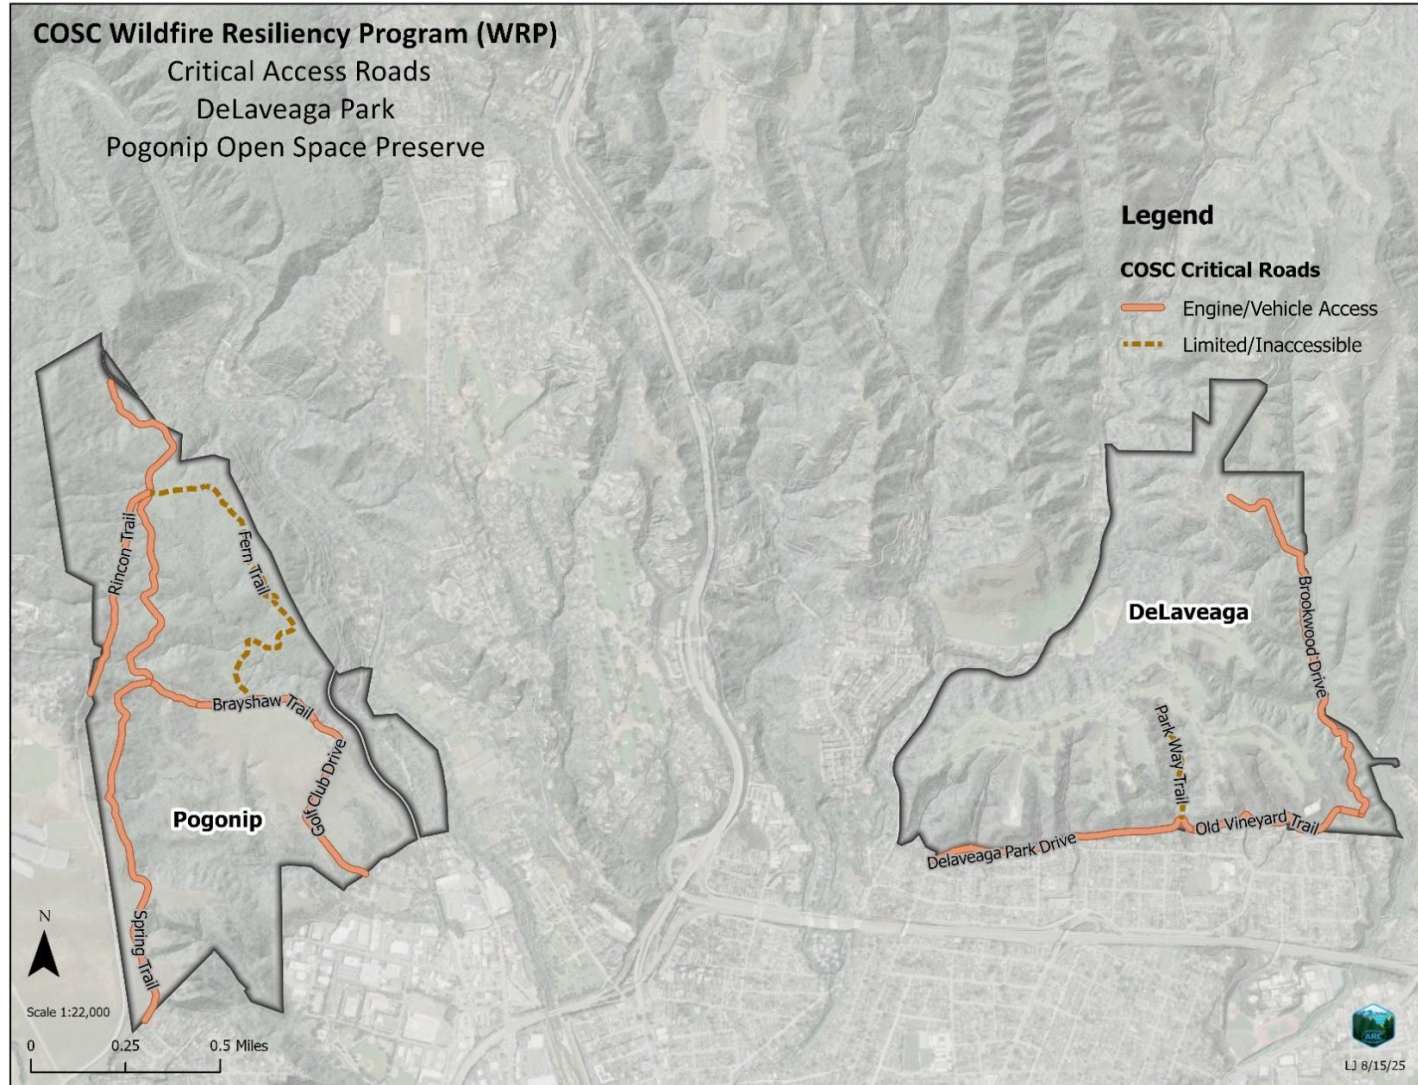 COSC Wildfire Resiliency Program (WRP)
Critical Access Roads
DeLaveaga Park
Pogonip Open Space Preserve
Legend
COSC Critical Roads
Engine/Vehicle Access
Limited/Inaccessible
Rincon Trail
Fern Trail
Brayshaw Trail
Golf Club Drive
Pogonip
Spring Trail
DeLaveaga
Brookwood Drive
Park Way Trail
Old Vineyard Trail
Delaveaga Park Drive
N
Scale 1:22,000
0 0.25 0.5 Miles
ARC
LJ 8/15/25